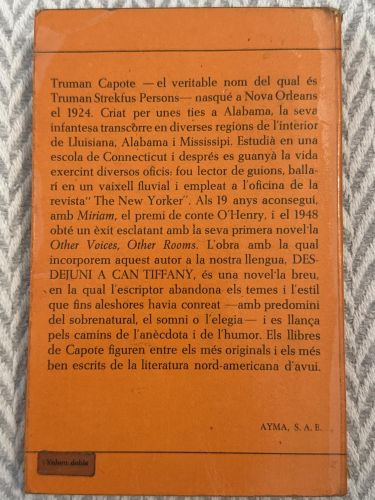 Truman Capote —el veritable nom del qual és
Truman Strekfus Persons— nasqué a Nova Orleans
el 1924. Criat per unes ties a Alabama, la seva
infantesa transcorre en diverses regions de l'interior
de Lluisiana, Alabama i Mississipi. Estudià en una
escola de Connecticut i després es guanyà la vida
exercint diversos oficis: fou lector de guions, balla-
rí en un vaixell fluvial i empleat a l'oficina de la
revista "The New Yorker". Als 19 anys aconseguí,
amb Miriam, el premi de conte O'Henry, i el 1948
obté un èxit esclatant amb la seva primera novel·la
Other Voices, Other Rooms. L'obra amb la qual
incorporem aquest autor a la nostra llengua, DES-
DEJUNI A CAN TIFFANY, és una novel·la breu,
en la qual l'escriptor abandona els temes i l'estil
que fins aleshores havia conreat —amb predomini
del sobrenatural, el somni o l'elegia— i es llança
pels camins de l'anècdota i de l'humor. Els llibres
de Capote figuren entre els més originals i els més
ben escrits de la literatura nord-americana d'avui.
AYMA, S. A. E.
Volum doble